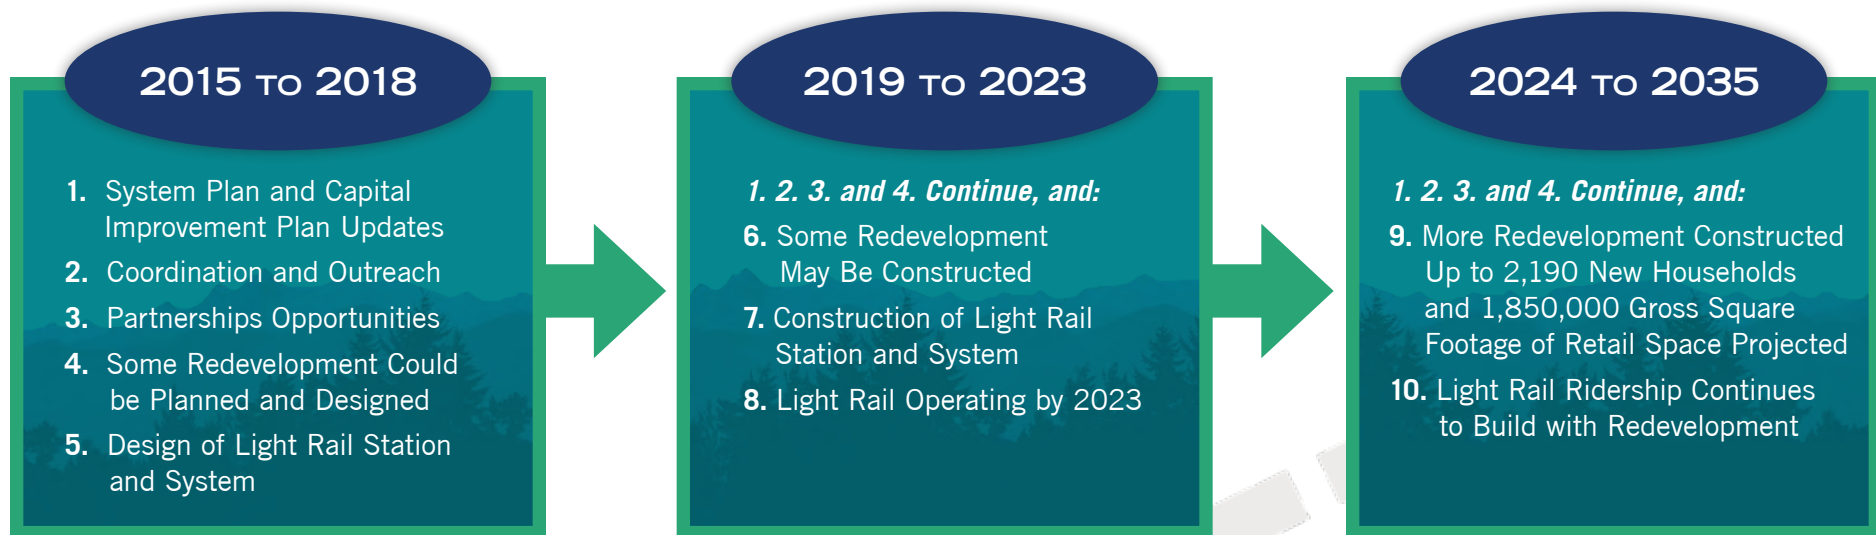 2015 TO 2018
1. System Plan and Capital
Improvement Plan Updates
2. Coordination and Outreach
3. Partnerships Opportunities
4. Some Redevelopment Could
be Planned and Designed
5. Design of Light Rail Station
and System
2019 TO 2023
1. 2. 3. and 4. Continue, and:
6. Some Redevelopment
May Be Constructed
7. Construction of Light Rail
Station and System
8. Light Rail Operating by 2023
2024 TO 2035
1. 2. 3. and 4. Continue, and:
9. More Redevelopment Constructed
Up to 2,190 New Households
and 1,850,000 Gross Square
Footage of Retail Space Projected
10. Light Rail Ridership Continues
to Build with Redevelopment